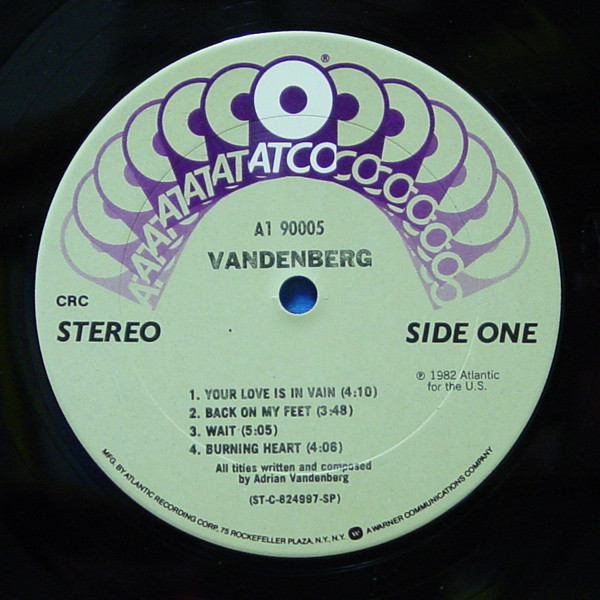 ®
ATATATATATCOCOCOCOCO
A1 90005
VANDENBERG
CRC
STEREO
SIDE ONE
℗ 1982 Atlantic
for the U.S.
1. YOUR LOVE IS IN VAIN (4:10)
2. BACK ON MY FEET (3:48)
3. WAIT (5:05)
4. BURNING HEART (4:06)
All titles written and composed
by Adrian Vandenberg
(ST-C-824997-SP)
MFG. BY ATLANTIC RECORDING CORP. 75 ROCKEFELLER PLAZA, N.Y., N.Y. W A WARNER COMMUNICATIONS COMPANY